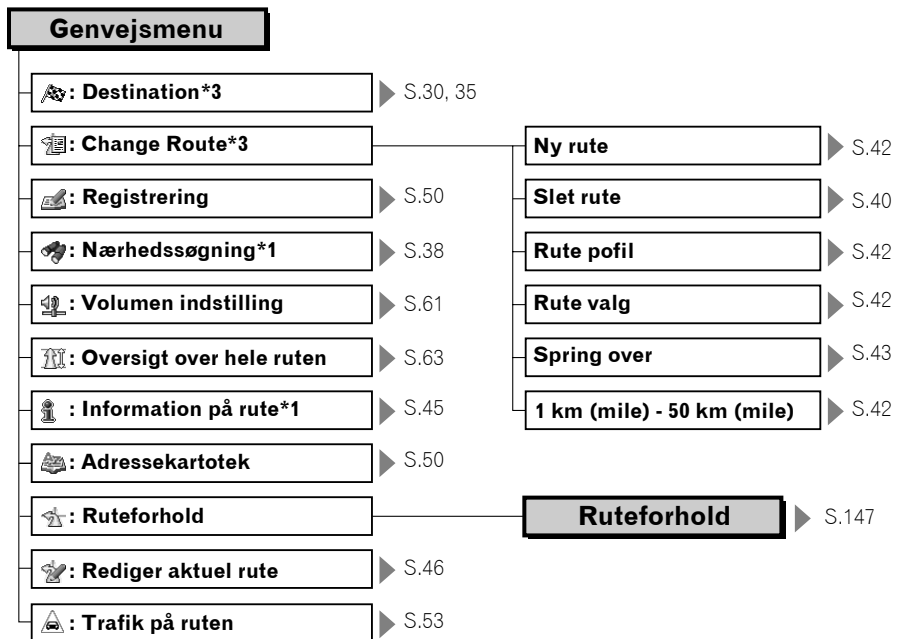 Genvejsmenu
: Destination*3 S.30, 35
: Change Route*3
: Registrering S.50
: Nærhedssøgning*1 S.38
: Volumen indstilling S.61
: Oversigt over hele ruten S.63
: Information på rute*1 S.45
: Adressekartotek S.50
: Ruteforhold
: Rediger aktuel rute S.46
: Trafik på ruten S.53
Ny rute S.42
Slet rute S.40
Rute pofil S.42
Rute valg S.42
Spring over S.43
1 km (mile) - 50 km (mile) S.42
Ruteforhold S.147